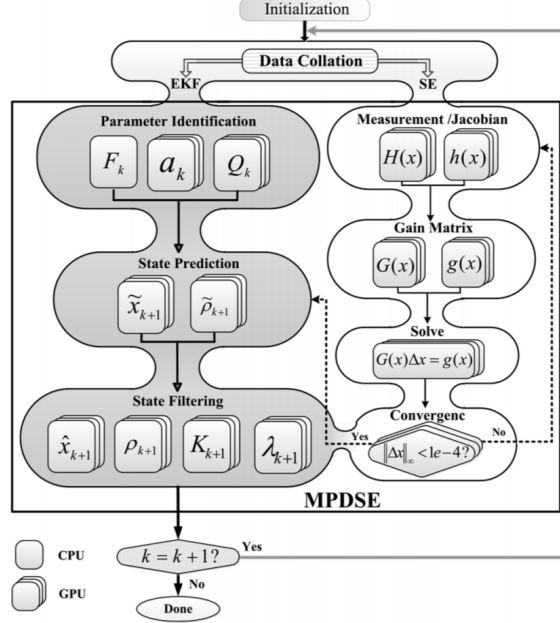 Initialization
Data Collation
EKF
SE
Parameter Identification
F_k
a_k
Q_k
State Prediction
x̃_{k+1}
ρ̃_{k+1}
State Filtering
x̂_{k+1}
ρ_{k+1}
K_{k+1}
λ_{k+1}
Measurement /Jacobian
H(x)
h(x)
Gain Matrix
G(x)
g(x)
Solve
G(x)Δx = g(x)
Convergenc
‖Δx‖_∞ <1e−4?
Yes
No
MPDSE
k = k +1?
Yes
No
Done
CPU
GPU